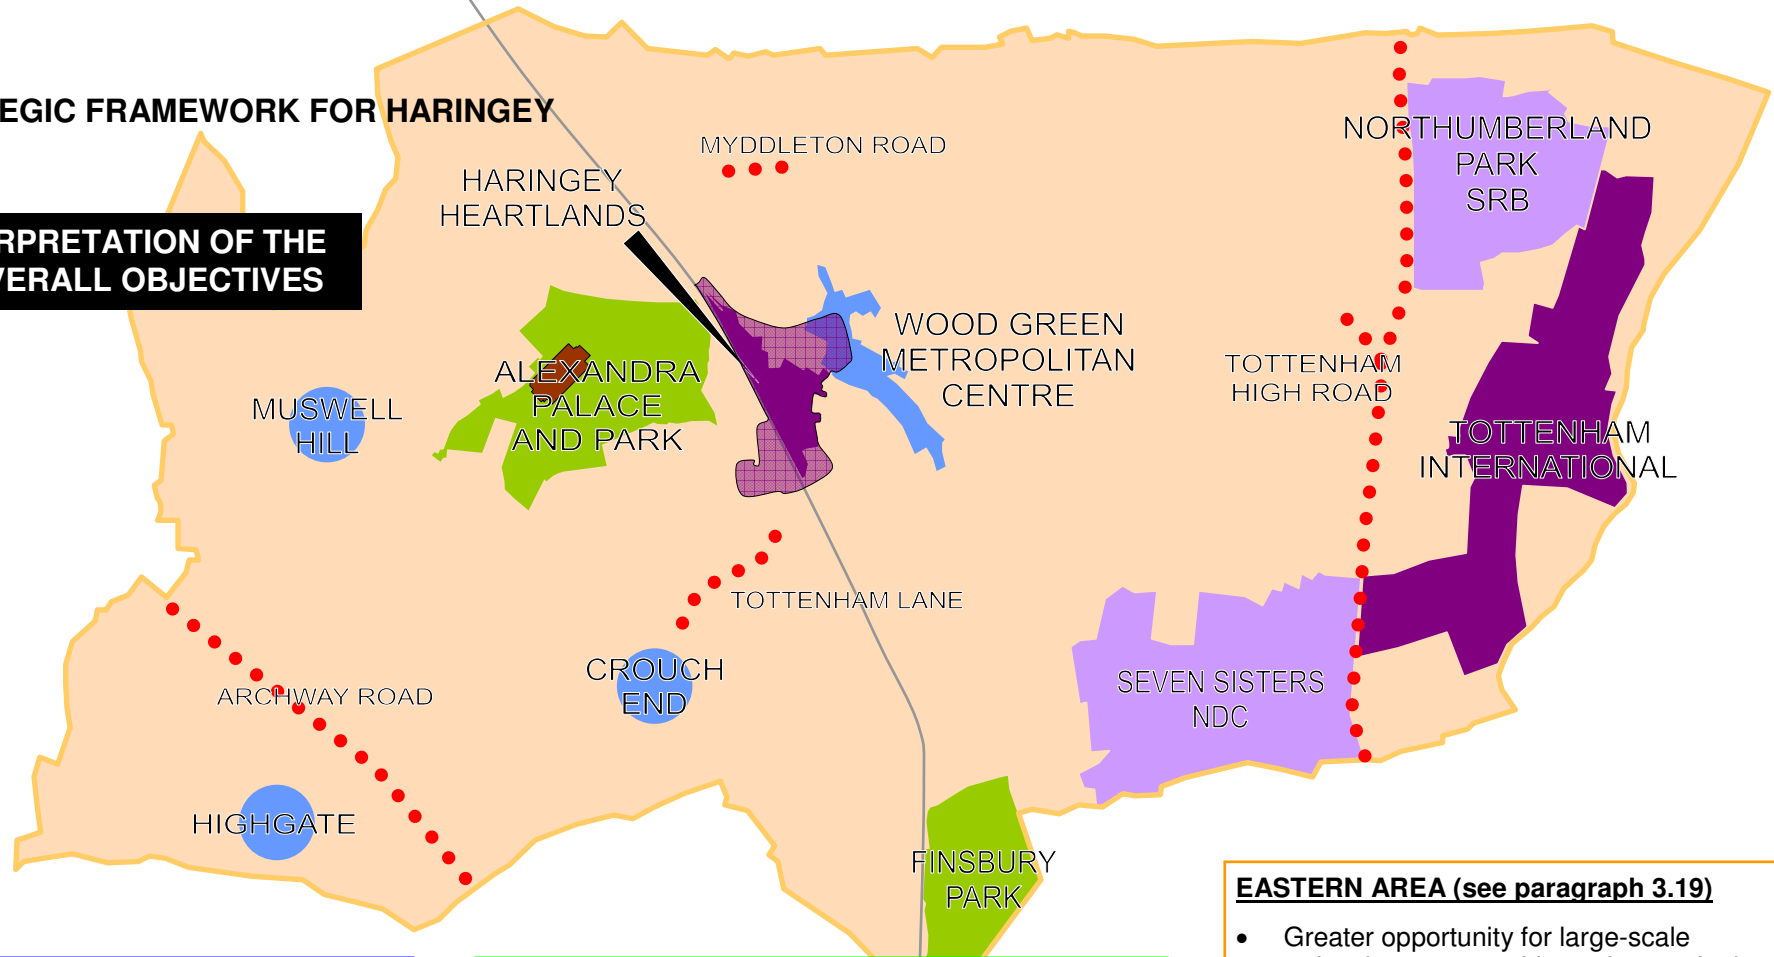 EGIC FRAMEWORK FOR HARINGEY
RPRETATION OF THE
VERALL OBJECTIVES
MYDDLETON ROAD
HARINGEY
HEARTLANDS
NORTHUMBERLAND
PARK
SRB
WOOD GREEN
METROPOLITAN
CENTRE
ALEXANDRA
PALACE
AND PARK
MUSWELL
HILL
TOTTENHAM
HIGH ROAD
TOTTENHAM
INTERNATIONAL
TOTTENHAM LANE
CROUCH
END
SEVEN SISTERS
NDC
ARCHWAY ROAD
HIGHGATE
FINSBURY
PARK
EASTERN AREA (see paragraph 3.19)
• Greater opportunity for large-scale